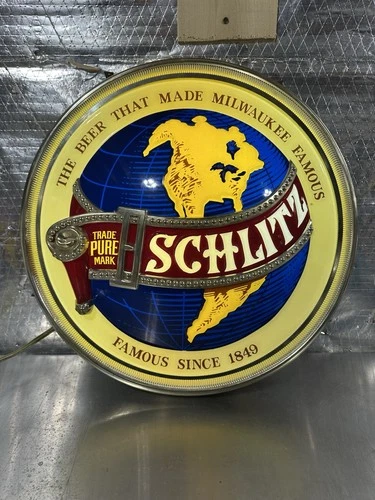 THE BEER THAT MADE MILWAUKEE FAMOUS
TRADE
PURE
MARK
SCHLITZ
FAMOUS SINCE 1849